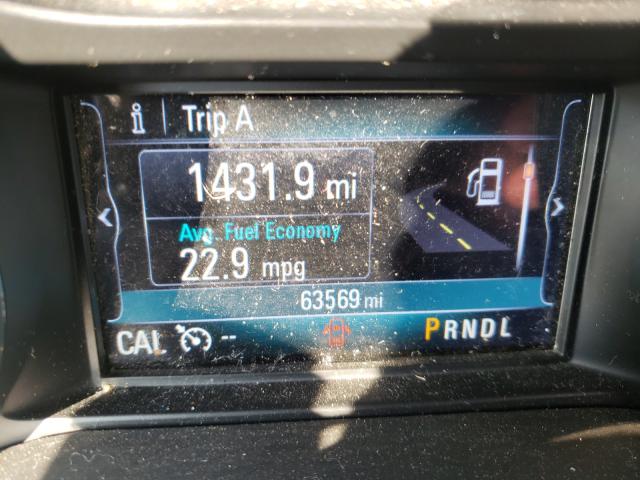 i Trip A
1431.9 mi
Avg. Fuel Economy
22.9 mpg
63569 mi
CAL -- PRNDL